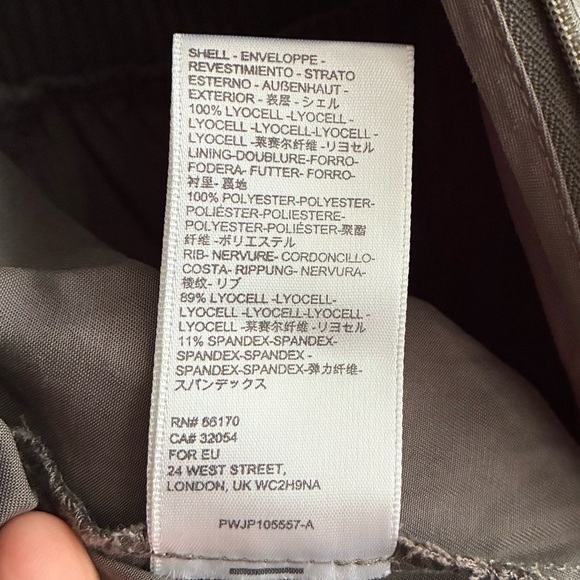 SHELL - ENVELOPPE -
REVESTIMIENTO - STRATO
ESTERNO - AUßENHAUT -
EXTERIOR - 表层 - シェル
100% LYOCELL -LYOCELL -
LYOCELL -LYOCELL-LYOCELL -
LYOCELL -莱赛尔纤维 -リヨセル
LINING-DOUBLURE-FORRO-
FODERA- FUTTER- FORRO-
衬里- 裏地
100% POLYESTER-POLYESTER-
POLIÉSTER-POLIESTERE-
POLYESTER-POLIÉSTER-聚酯
纤维 -ポリエステル
RIB- NERVURE- CORDONCILLO-
COSTA- RIPPUNG- NERVURA-
棱纹- リブ
89% LYOCELL -LYOCELL-
LYOCELL -LYOCELL-LYOCELL -
LYOCELL -莱赛尔纤维 -リヨセル
11% SPANDEX-SPANDEX-
SPANDEX-SPANDEX -
SPANDEX-SPANDEX-弹力纤维-
スパンデックス
RN# 66170
CA# 32054
FOR EU
24 WEST STREET,
LONDON, UK WC2H9NA
PWJP105557-A